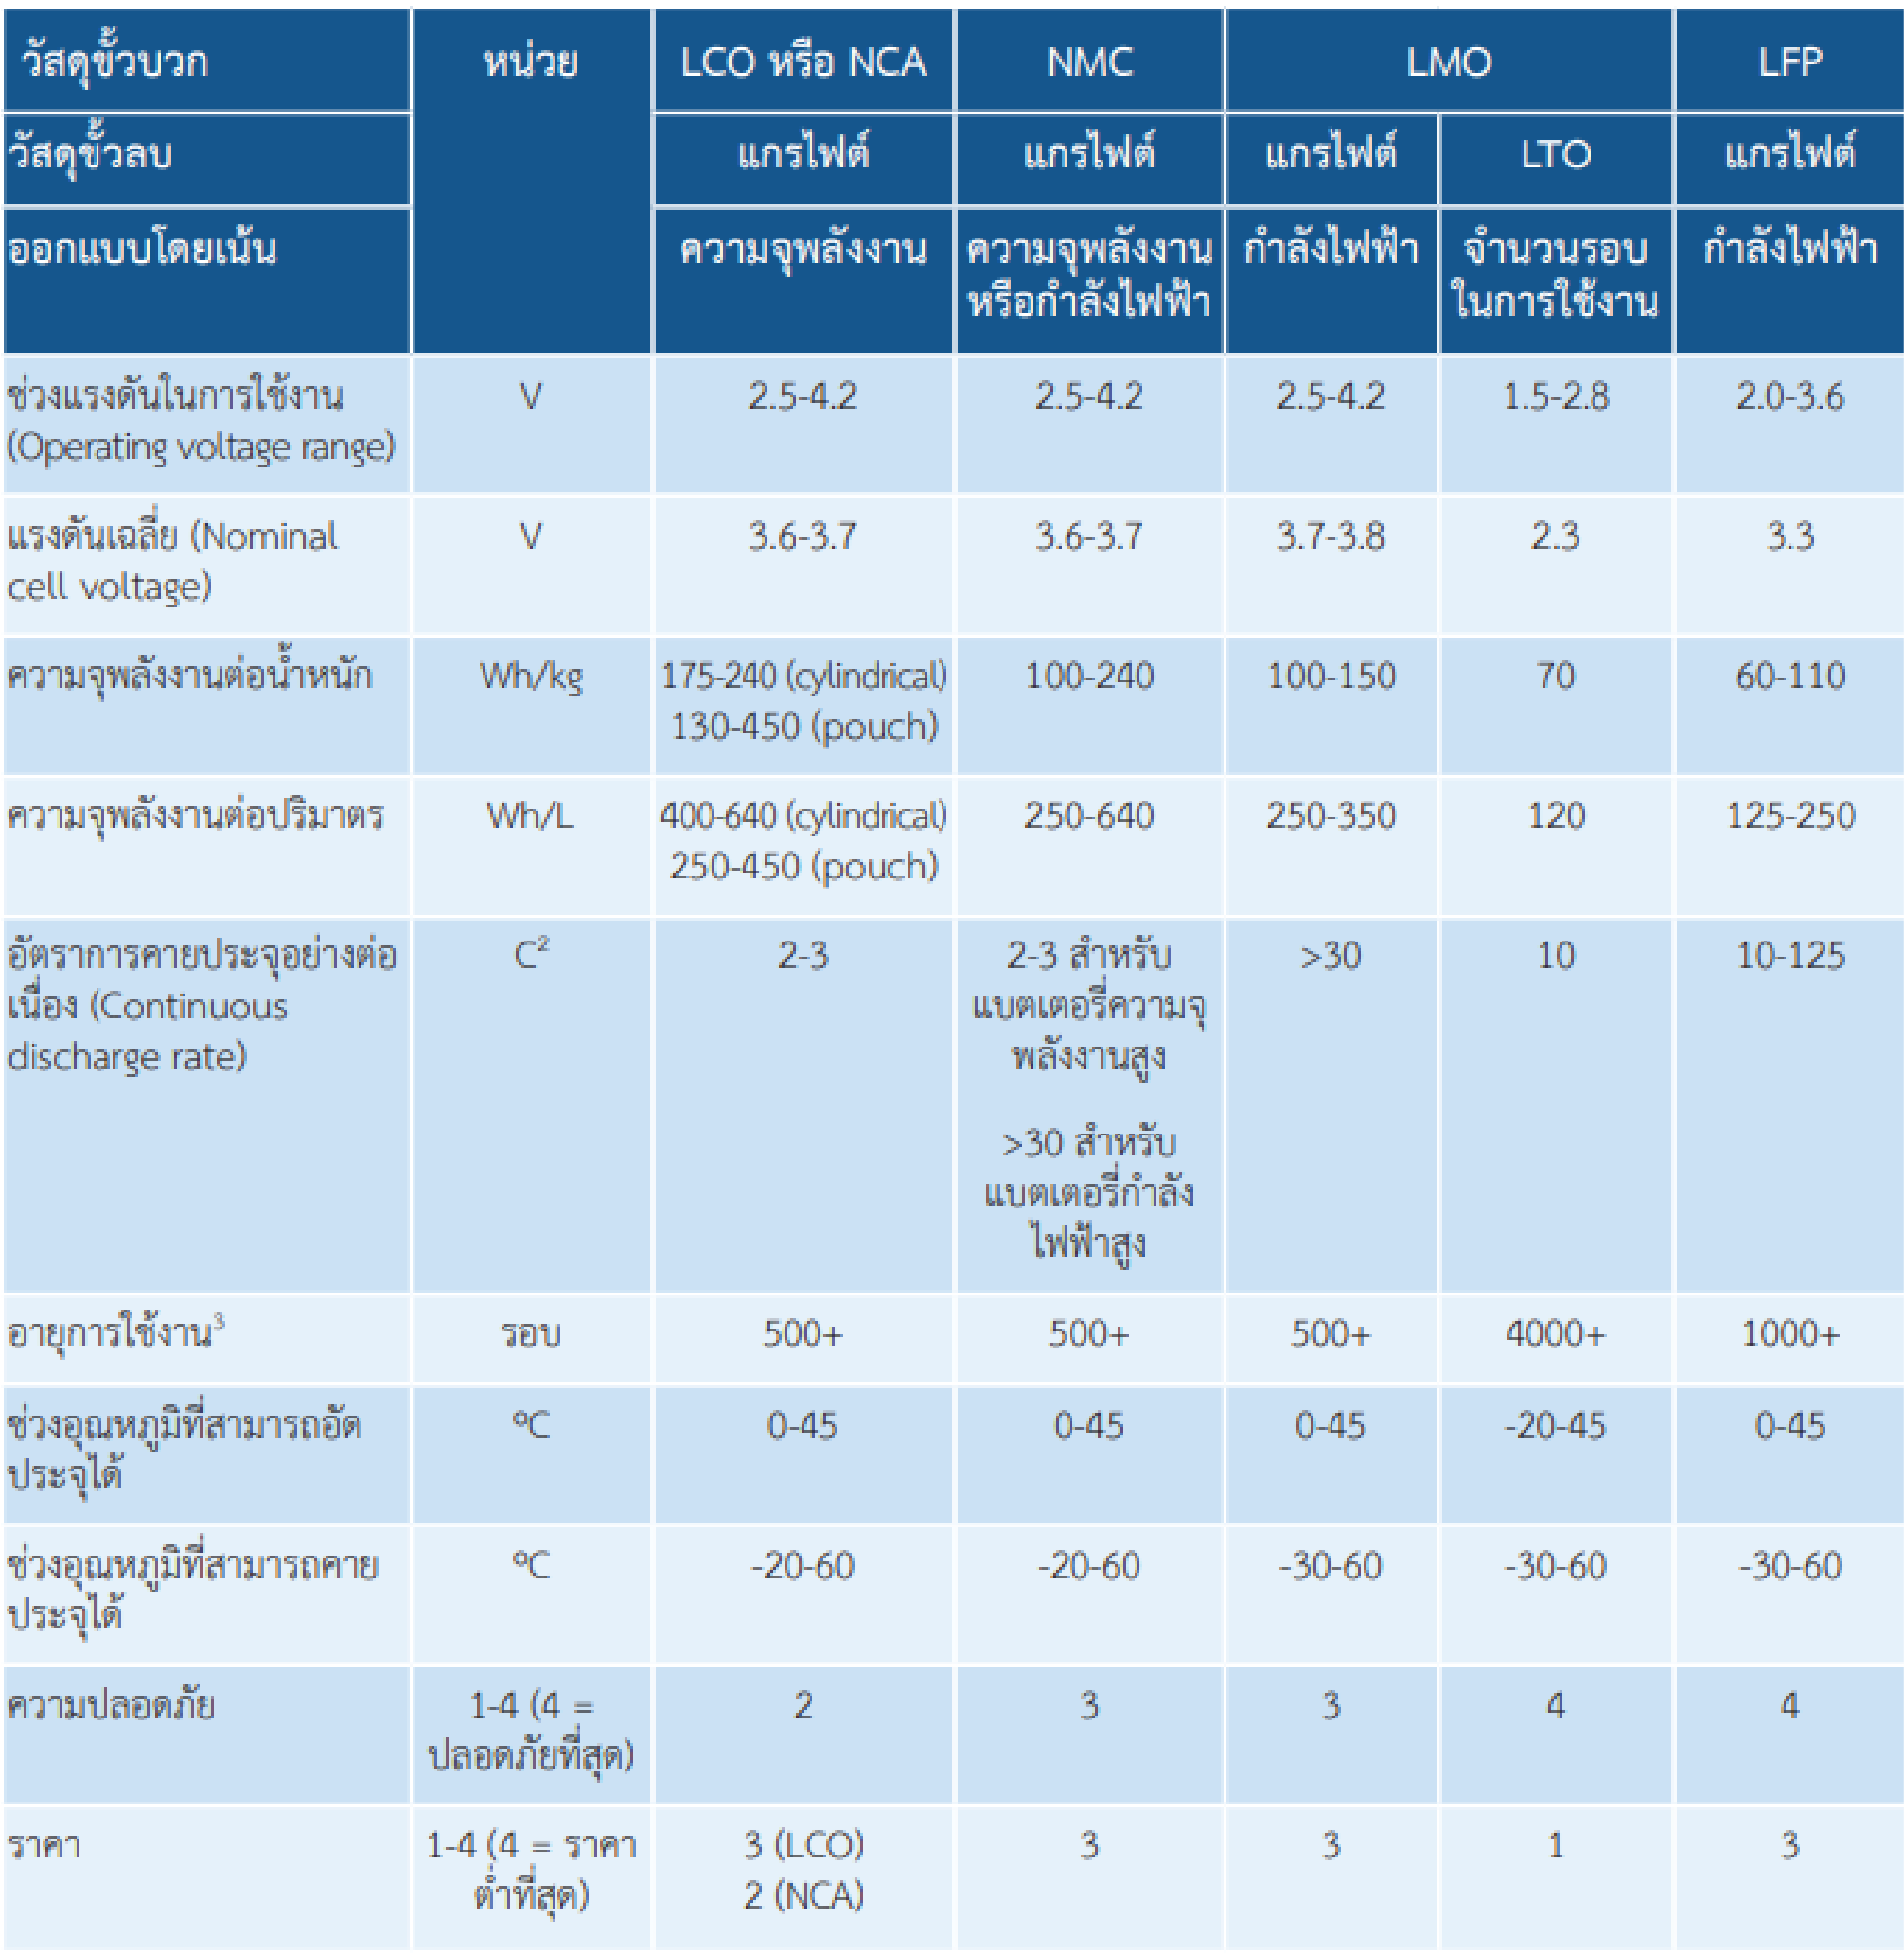 วัสดุขั้วบวก หน่วย LCO หรือ NCA NMC LMO LFP
วัสดุขั้วลบ แกรไฟต์ แกรไฟต์ แกรไฟต์ LTO แกรไฟต์
ออกแบบโดยเน้น ความจุพลังงาน ความจุพลังงาน กำลังไฟฟ้า จำนวนรอบ กำลังไฟฟ้า
หรือกำลังไฟฟ้า ในการใช้งาน
ช่วงแรงดันในการใช้งาน V 2.5-4.2 2.5-4.2 2.5-4.2 1.5-2.8 2.0-3.6
(Operating voltage range)
แรงดันเฉลี่ย (Nominal V 3.6-3.7 3.6-3.7 3.7-3.8 2.3 3.3
cell voltage)
ความจุพลังงานต่อน้ำหนัก Wh/kg 175-240 (cylindrical) 100-240 100-150 70 60-110
130-450 (pouch)
ความจุพลังงานต่อปริมาตร Wh/L 400-640 (cylindrical) 250-640 250-350 120 125-250
250-450 (pouch)
อัตราการคายประจุอย่างต่อ C² 2-3 2-3 สำหรับ >30 10 10-125
เนื่อง (Continuous แบตเตอรี่ความจุ
discharge rate) พลังงานสูง
>30 สำหรับ
แบตเตอรี่กำลัง
ไฟฟ้าสูง
อายุการใช้งาน³ รอบ 500+ 500+ 500+ 4000+ 1000+
ช่วงอุณหภูมิที่สามารถอัด ºC 0-45 0-45 0-45 -20-45 0-45
ประจุได้
ช่วงอุณหภูมิที่สามารถคาย ºC -20-60 -20-60 -30-60 -30-60 -30-60
ประจุได้
ความปลอดภัย 1-4 (4 = 2 3 3 4 4
ปลอดภัยที่สุด)
ราคา 1-4 (4 = ราคา 3 (LCO) 3 3 1 3
ต่ำที่สุด) 2 (NCA)